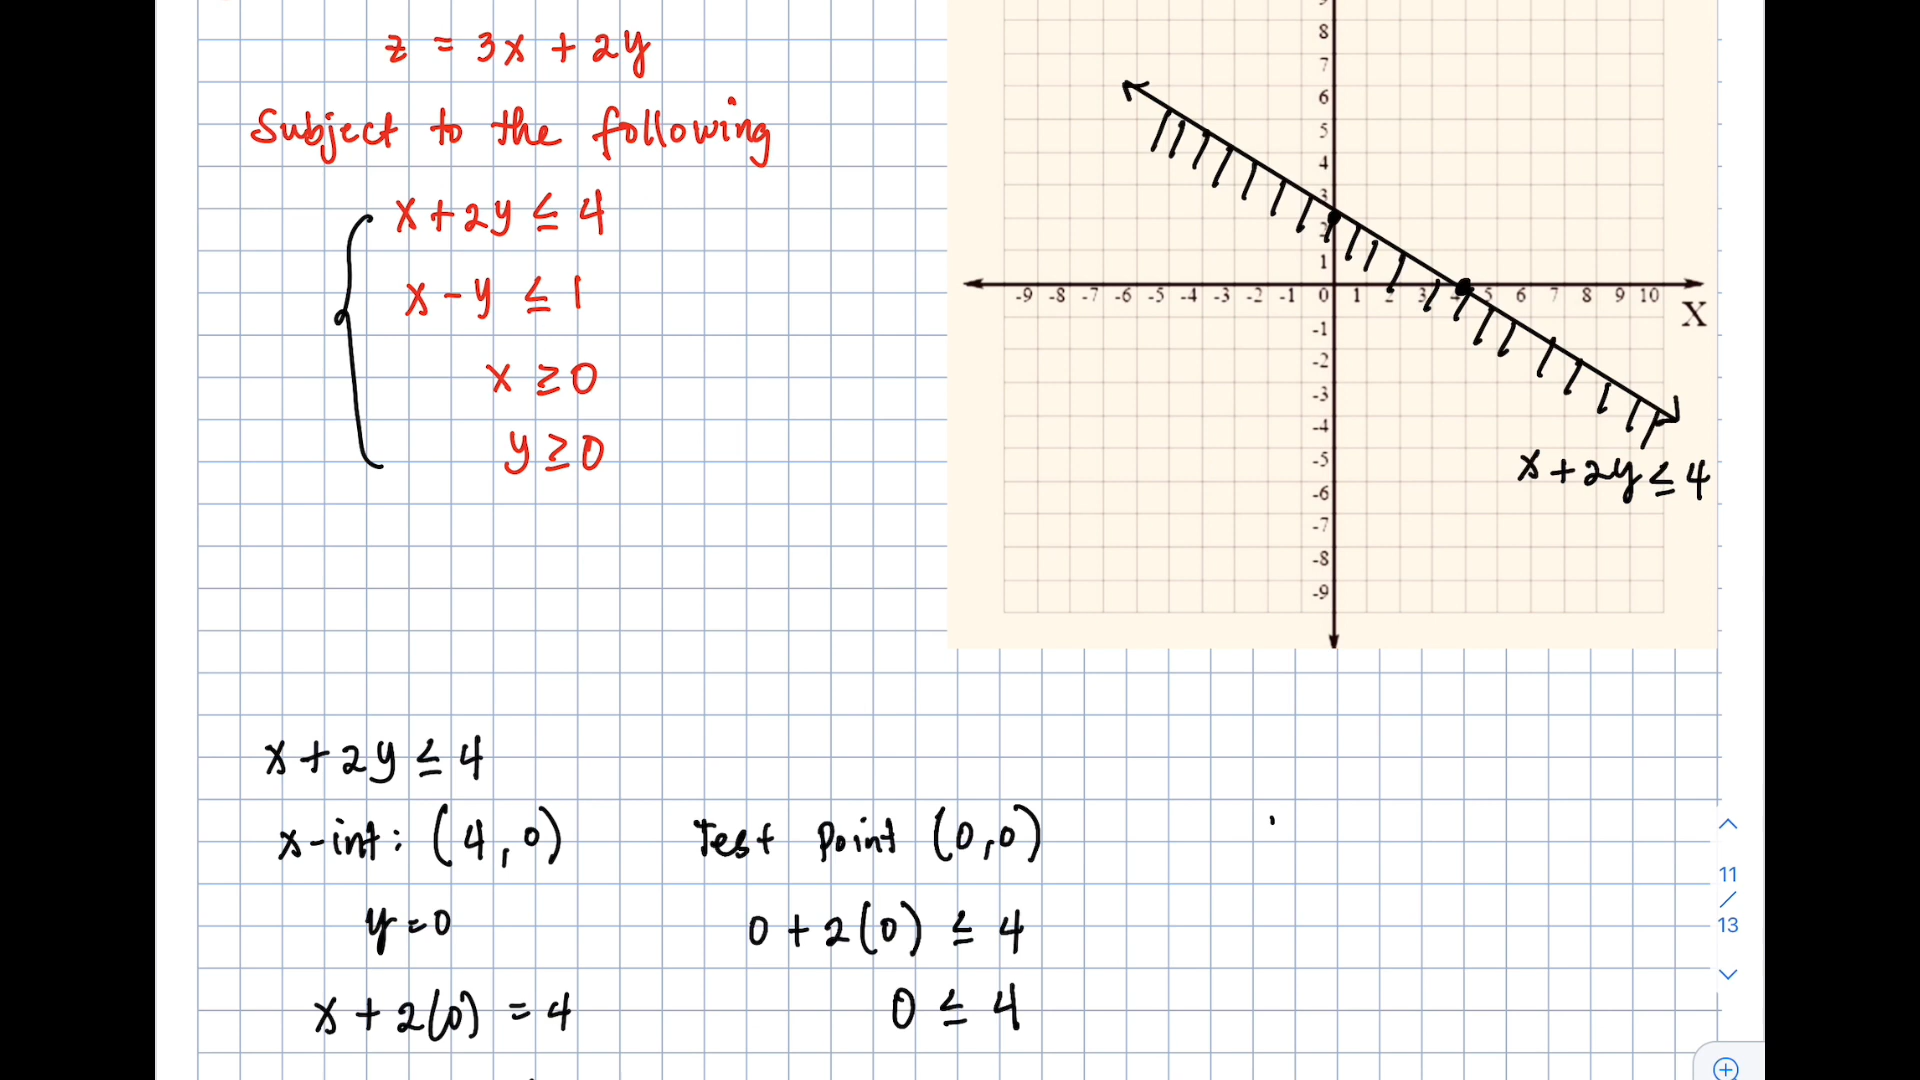 z = 3x + 2y
Subject to the following
x + 2y ≤ 4
x - y ≤ 1
x ≥ 0
y ≥ 0
8
7
6
5
4
3
2
1
-9 -8 -7 -6 -5 -4 -3 -2 -1 0 1 2 3 4 5 6 7 8 9 10
X
-1
-2
-3
-4
-5
-6
-7
-8
-9
x + 2y ≤ 4
x + 2y ≤ 4
x-int: (4,0)
y = 0
x + 2(0) = 4
Test Point (0,0)
0 + 2(0) ≤ 4
0 ≤ 4
11
/
13